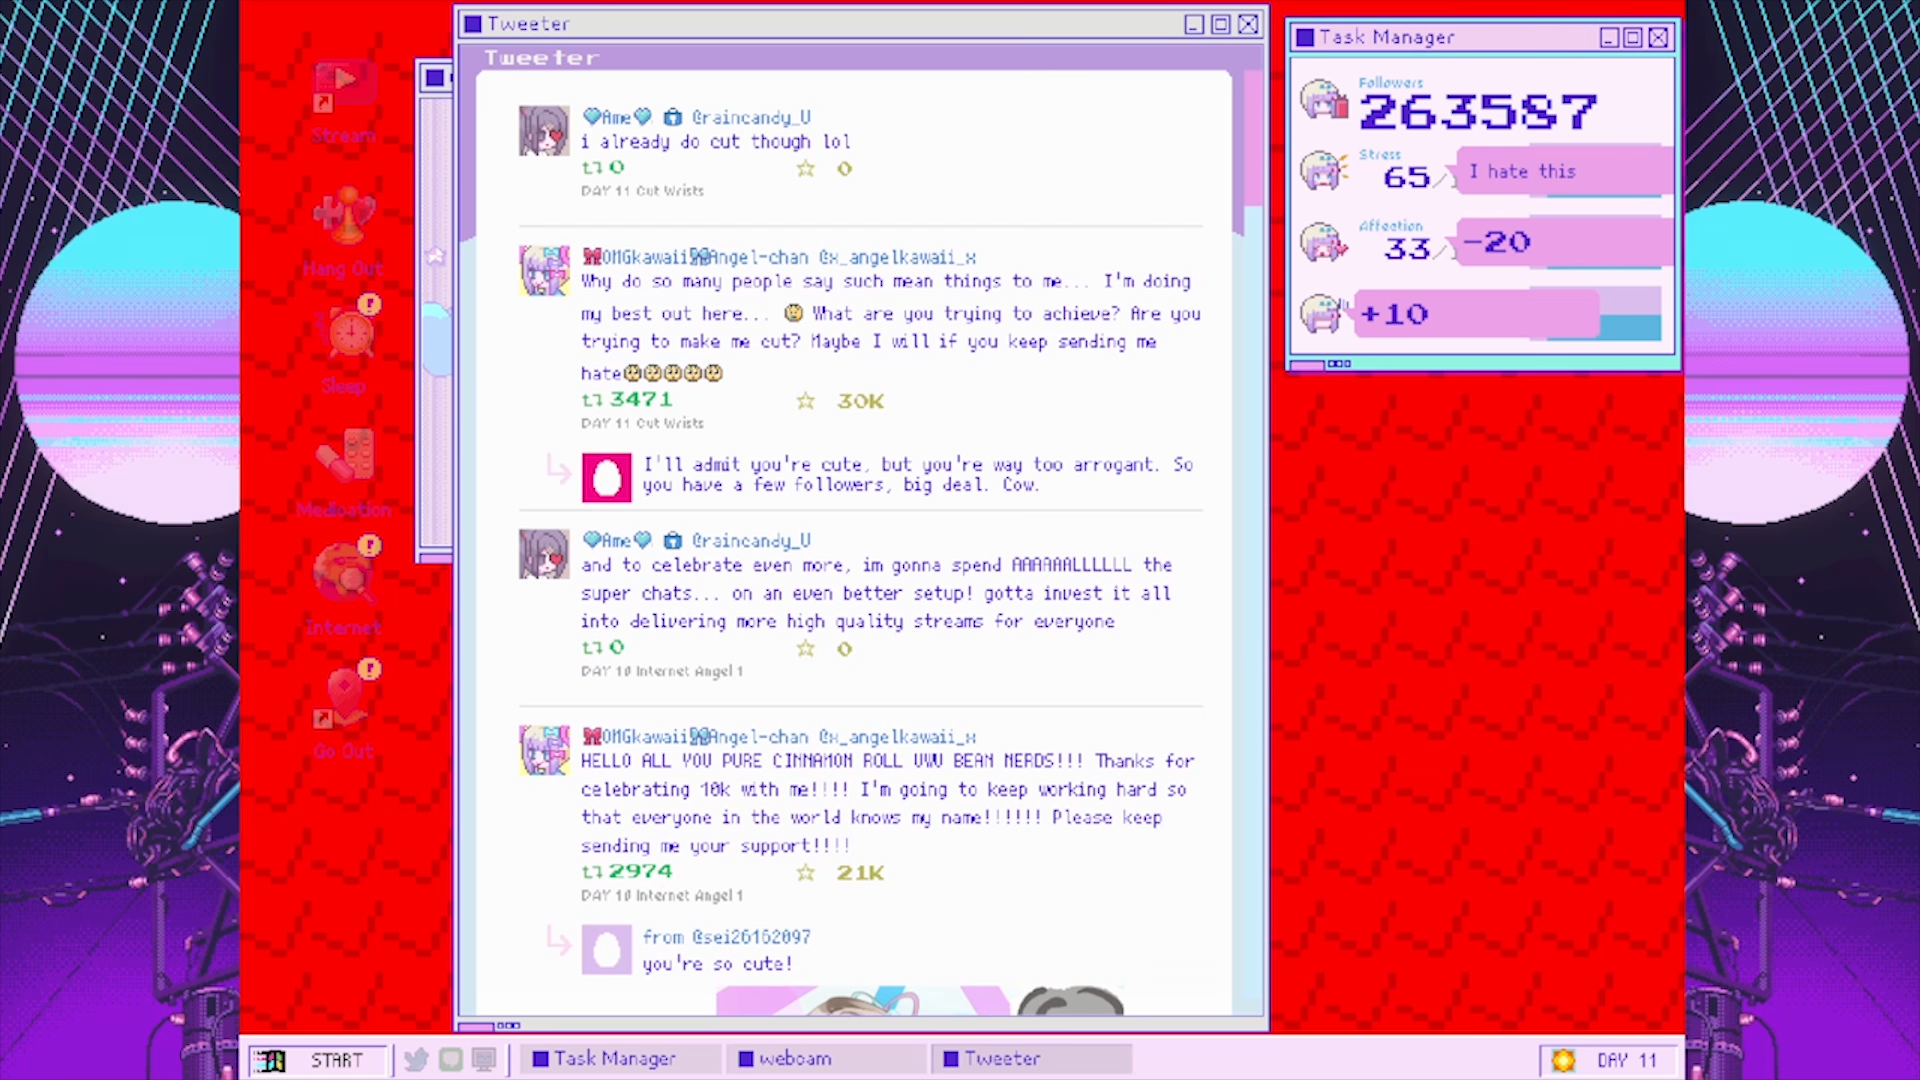 Tweeter
Tweeter
Ame @raincandy_U
i already do cut though lol
0 0
DAY 11 Cut Wrists
OMGkawaiiAngel-chan @x_angelkawaii_x
Why do so many people say such mean things to me... I'm doing
my best out here... What are you trying to achieve? Are you
trying to make me cut? Maybe I will if you keep sending me
hate
3471 30K
DAY 11 Cut Wrists
I'll admit you're cute, but you're way too arrogant. So
you have a few followers, big deal. Cow.
Ame @raincandy_U
and to celebrate even more, im gonna spend AAAAAALLLLLL the
super chats... on an even better setup! gotta invest it all
into delivering more high quality streams for everyone
0 0
DAY 10 Internet Angel 1
OMGkawaiiAngel-chan @x_angelkawaii_x
HELLO ALL YOU PURE CINNAMON ROLL UWU BEAN NERDS!!! Thanks for
celebrating 10k with me!!!! I'm going to keep working hard so
that everyone in the world knows my name!!!!!! Please keep
sending me your support!!!!
2974 21K
DAY 10 Internet Angel 1
from @sei26162097
you're so cute!
Task Manager
Followers
263587
Stress
65/
I hate this
Affection
33/
-20
+10
Stream
Hang Out
Sleep
Medication
Internet
Go Out
START
Task Manager
webcam
Tweeter
DAY 11